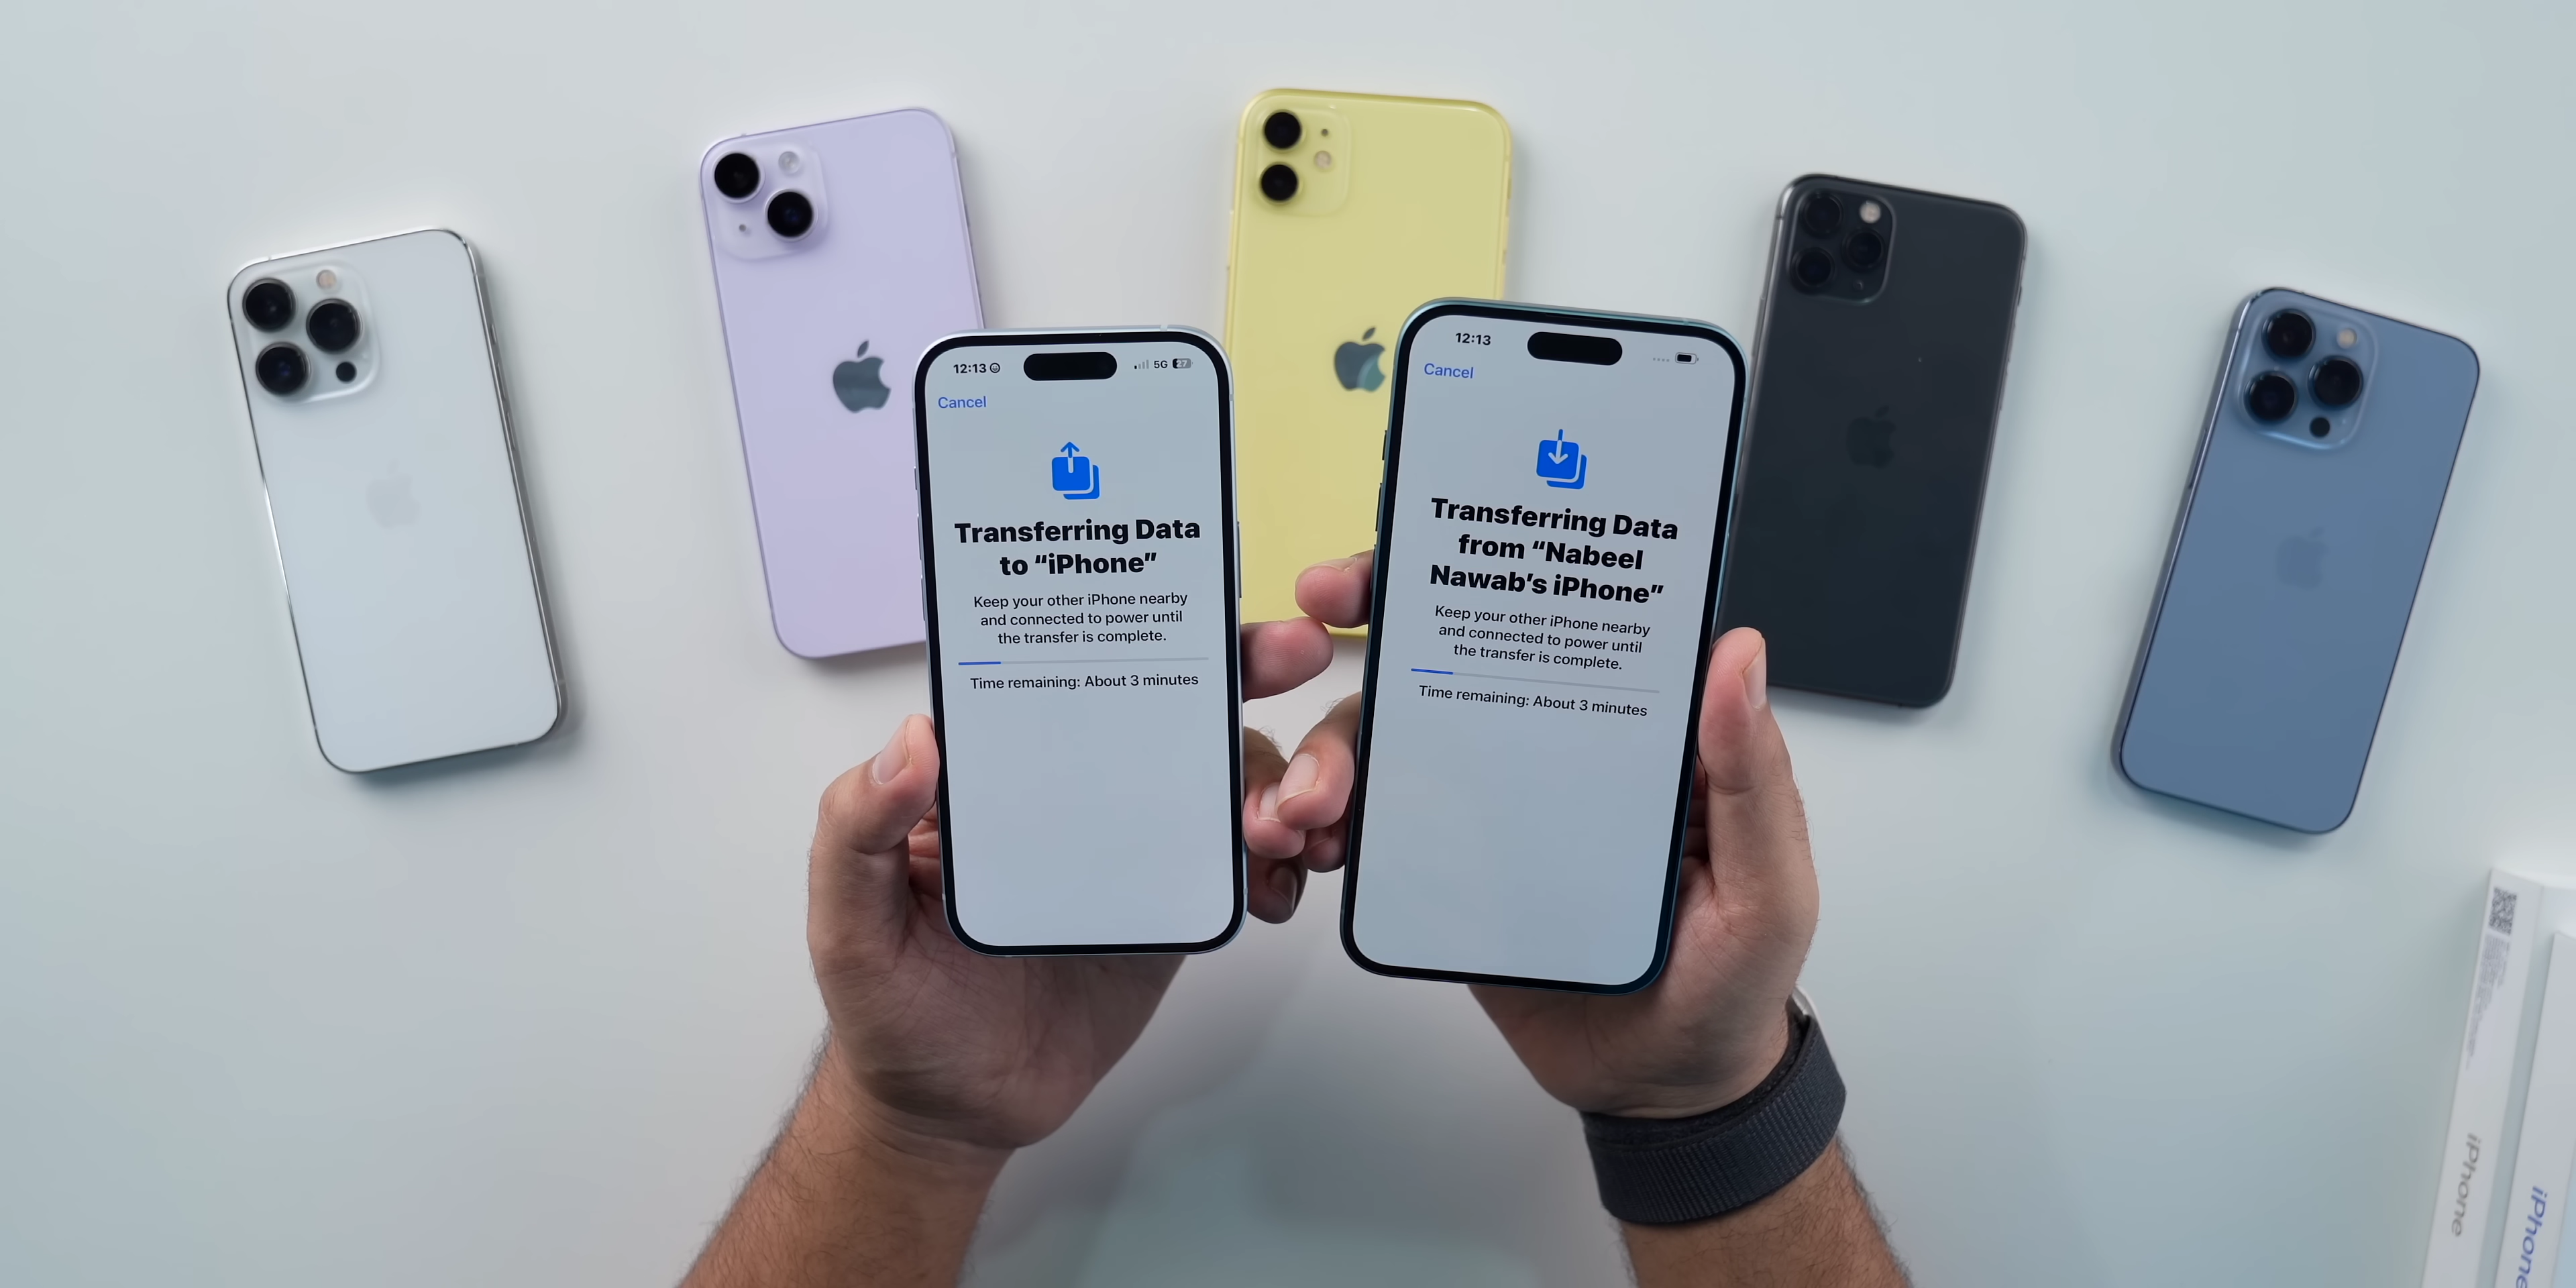 12:13
5G 27
Cancel
Transferring Data
to “iPhone”
Keep your other iPhone nearby
and connected to power until
the transfer is complete.
Time remaining: About 3 minutes
12:13
Cancel
Transferring Data
from “Nabeel
Nawab’s iPhone”
Keep your other iPhone nearby
and connected to power until
the transfer is complete.
Time remaining: About 3 minutes
iPhone
iPhone